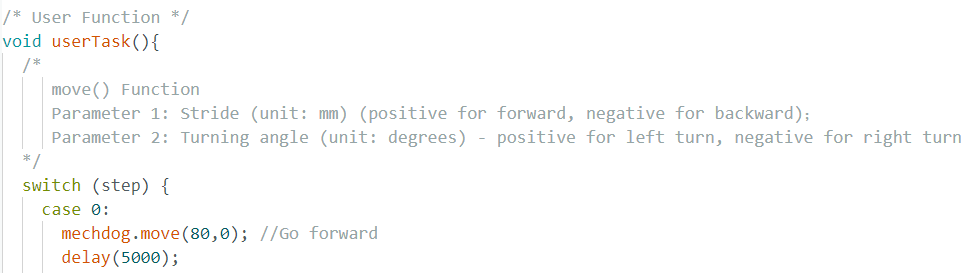 /* User Function */
void userTask(){
/*
move() Function
Parameter 1: Stride (unit: mm) (positive for forward, negative for backward);
Parameter 2: Turning angle (unit: degrees) - positive for left turn, negative for right turn
*/
switch (step) {
case 0:
mechdog.move(80,0); //Go forward
delay(5000);